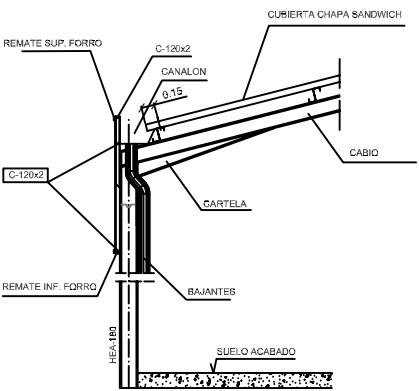 CUBIERTA CHAPA SANDWICH
REMATE SUP. FORRO
C-120x2
CANALON
0.15
CABIO
C-120x2
CARTELA
REMATE INF. FORRO
BAJANTES
HEA-180
SUELO ACABADO